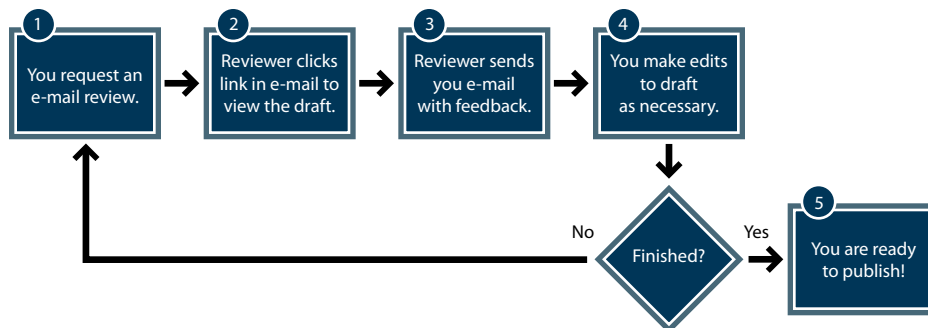 1
You request an
e-mail review.
2
Reviewer clicks
link in e-mail to
view the draft.
3
Reviewer sends
you e-mail
with feedback.
4
You make edits
to draft
as necessary.
Finished?
No
Yes
5
You are ready
to publish!